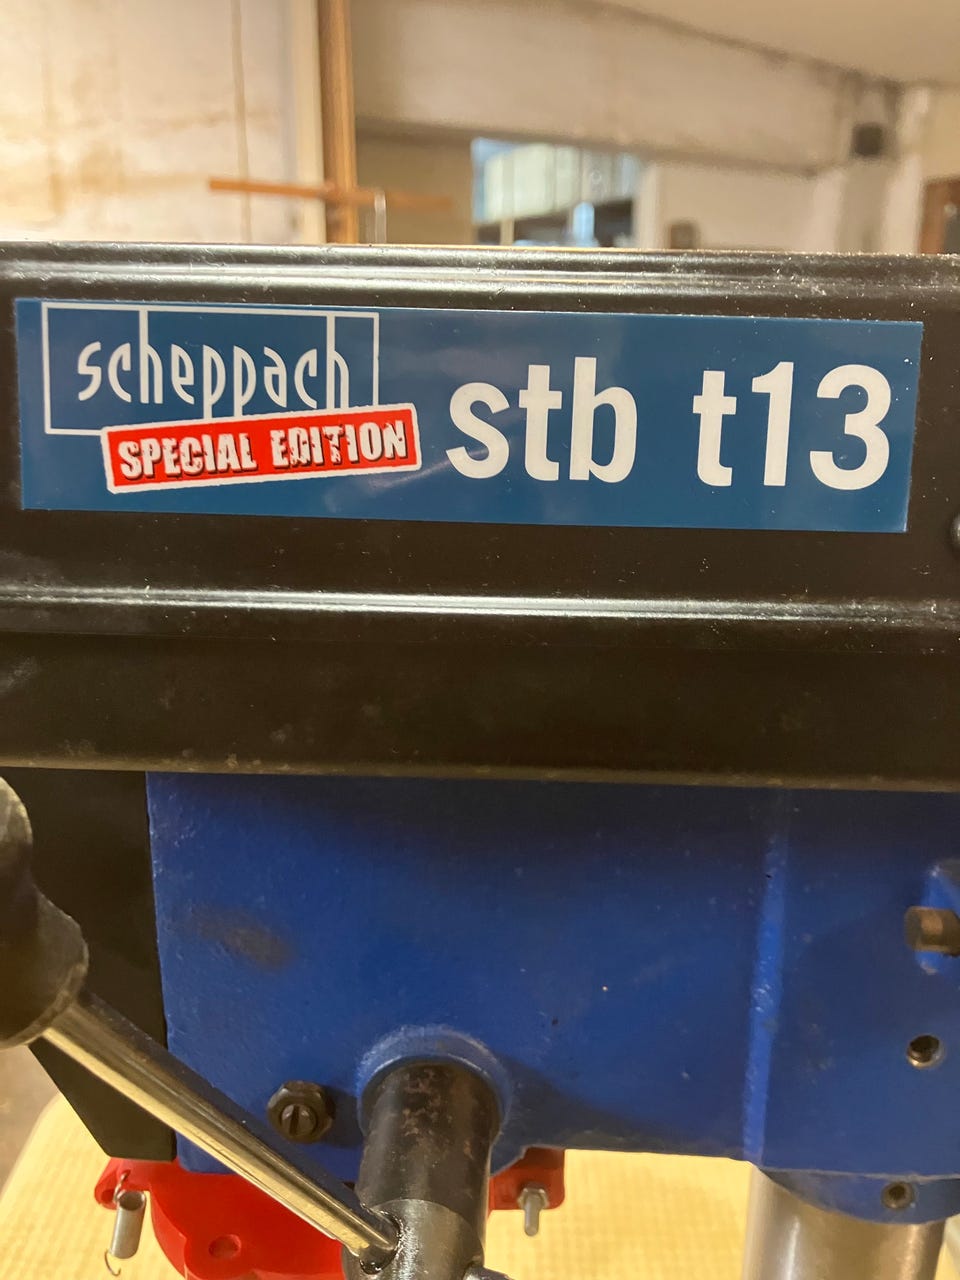 scheppach
SPECIAL EDITION
stb t13